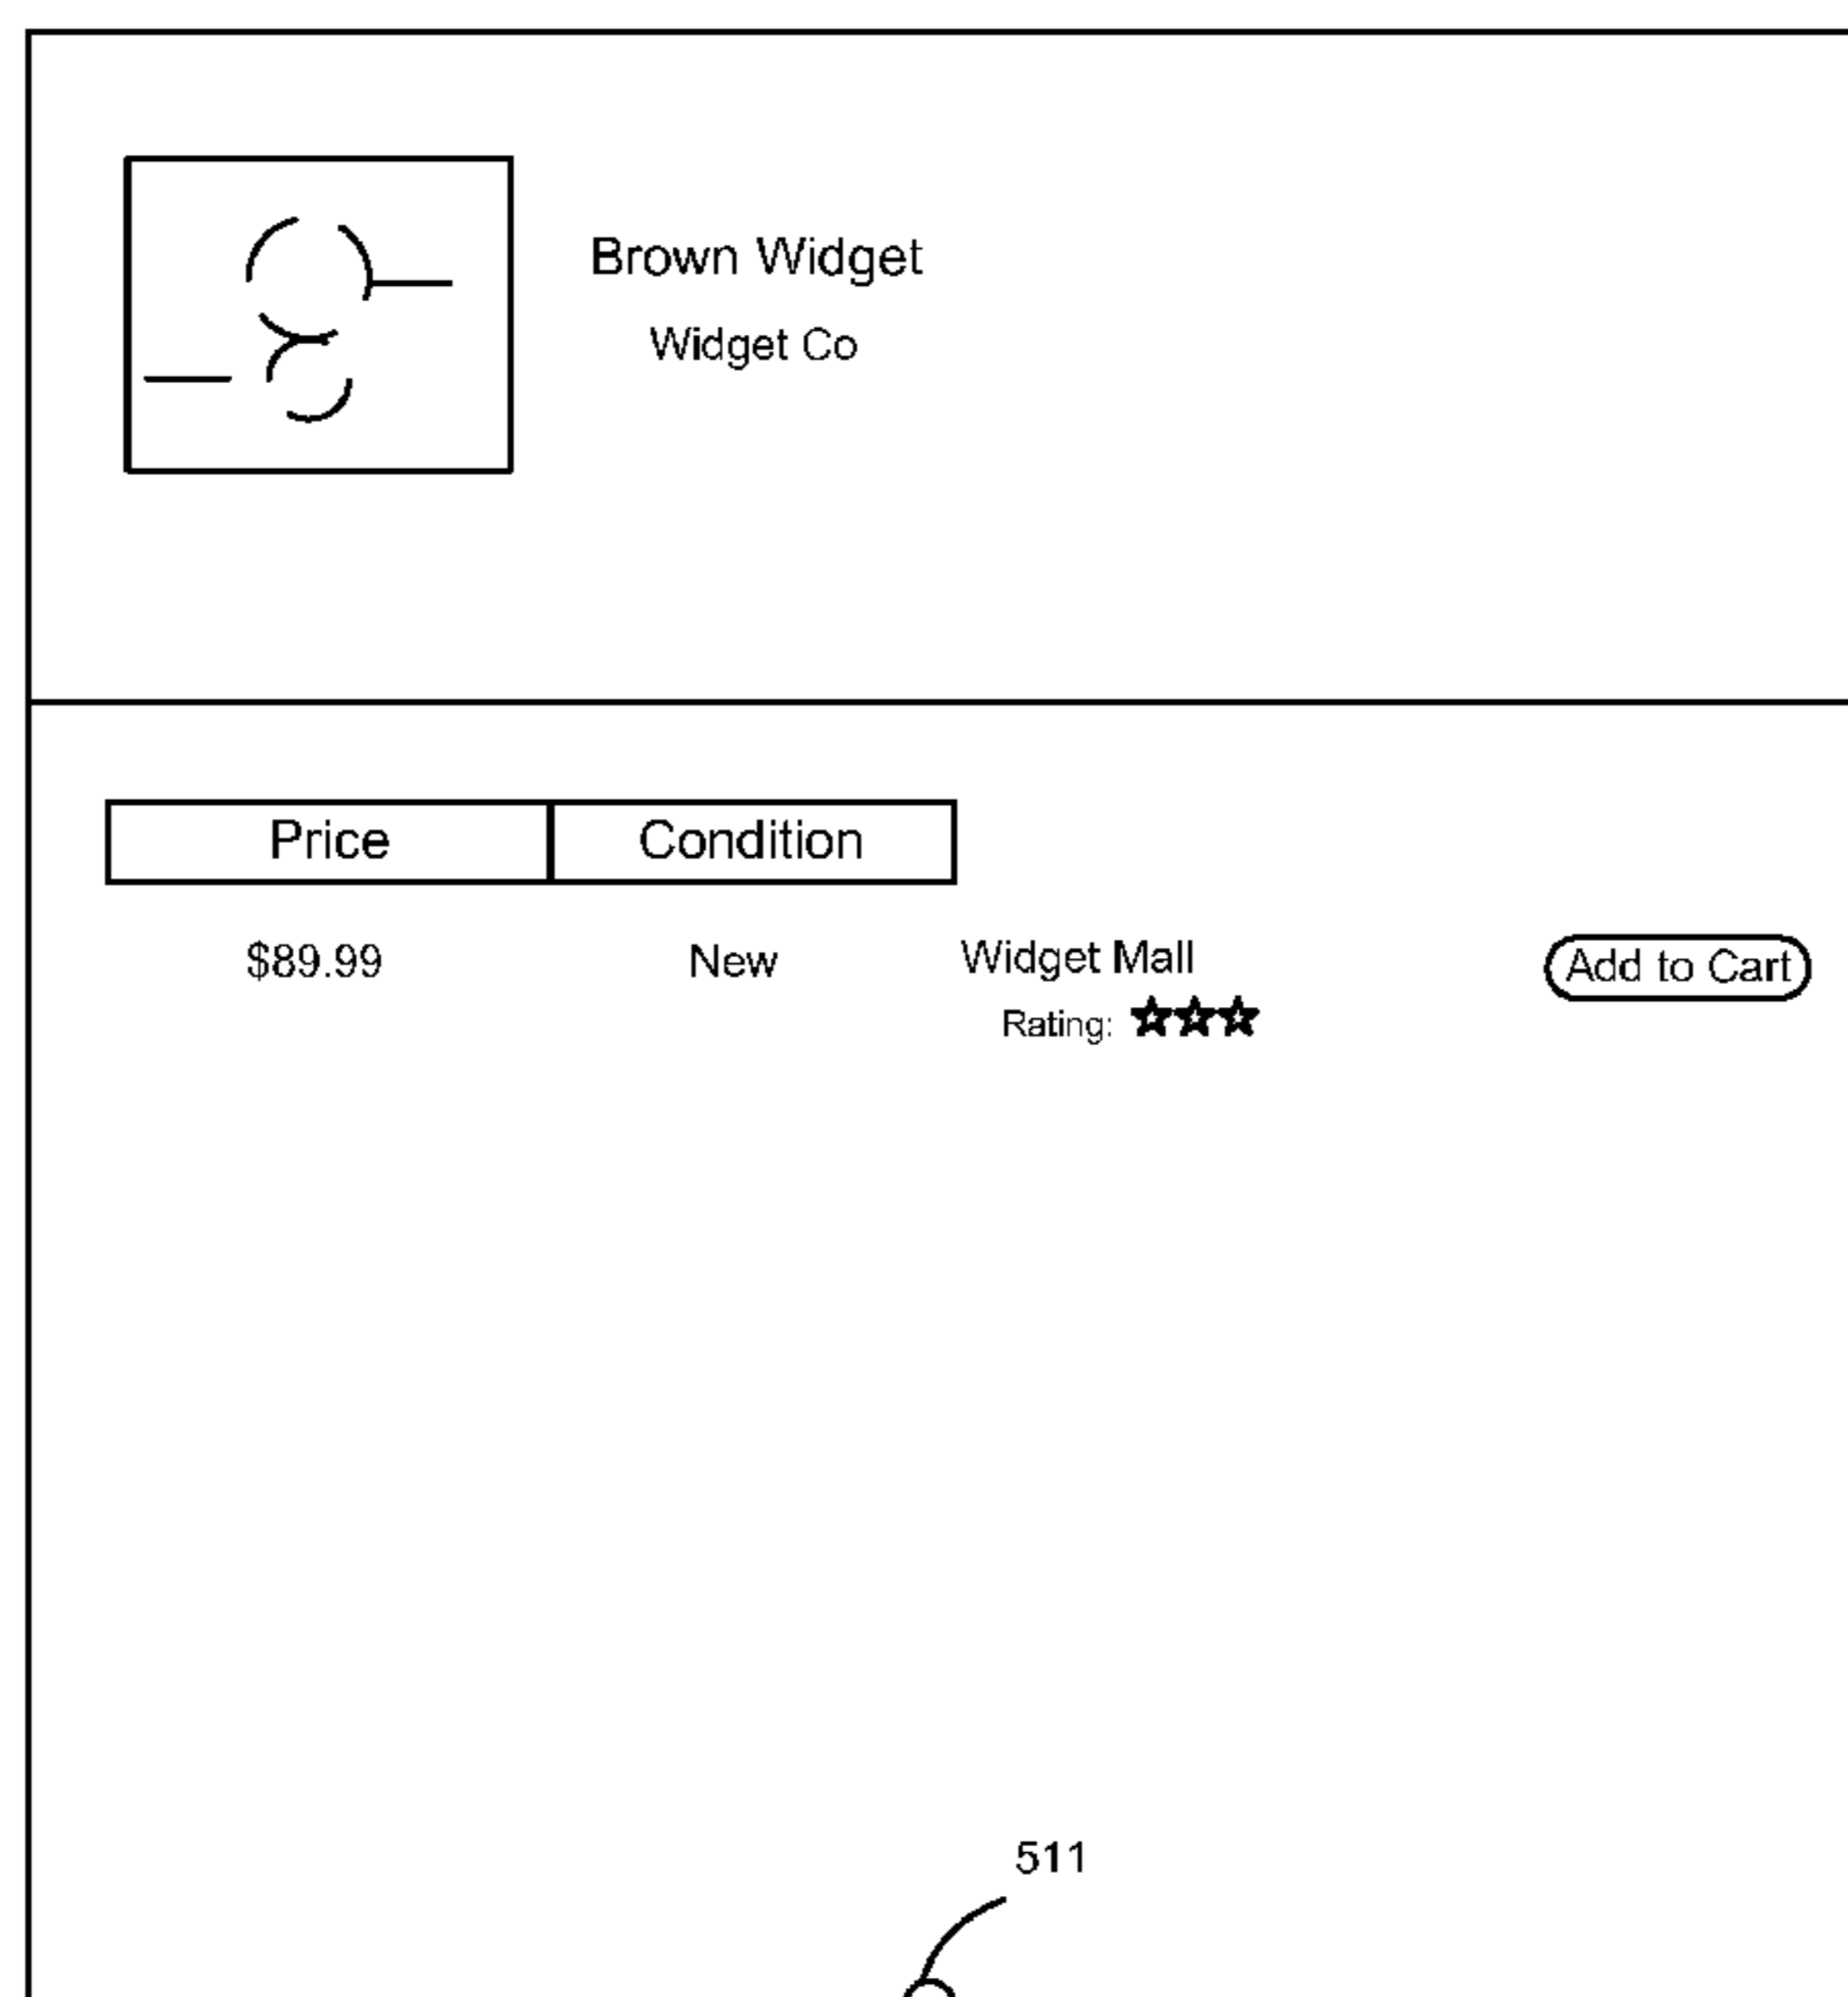 Brown Widget
Widget Co
Price Condition
$89.99 New Widget Mall Add to Cart
Rating:
511